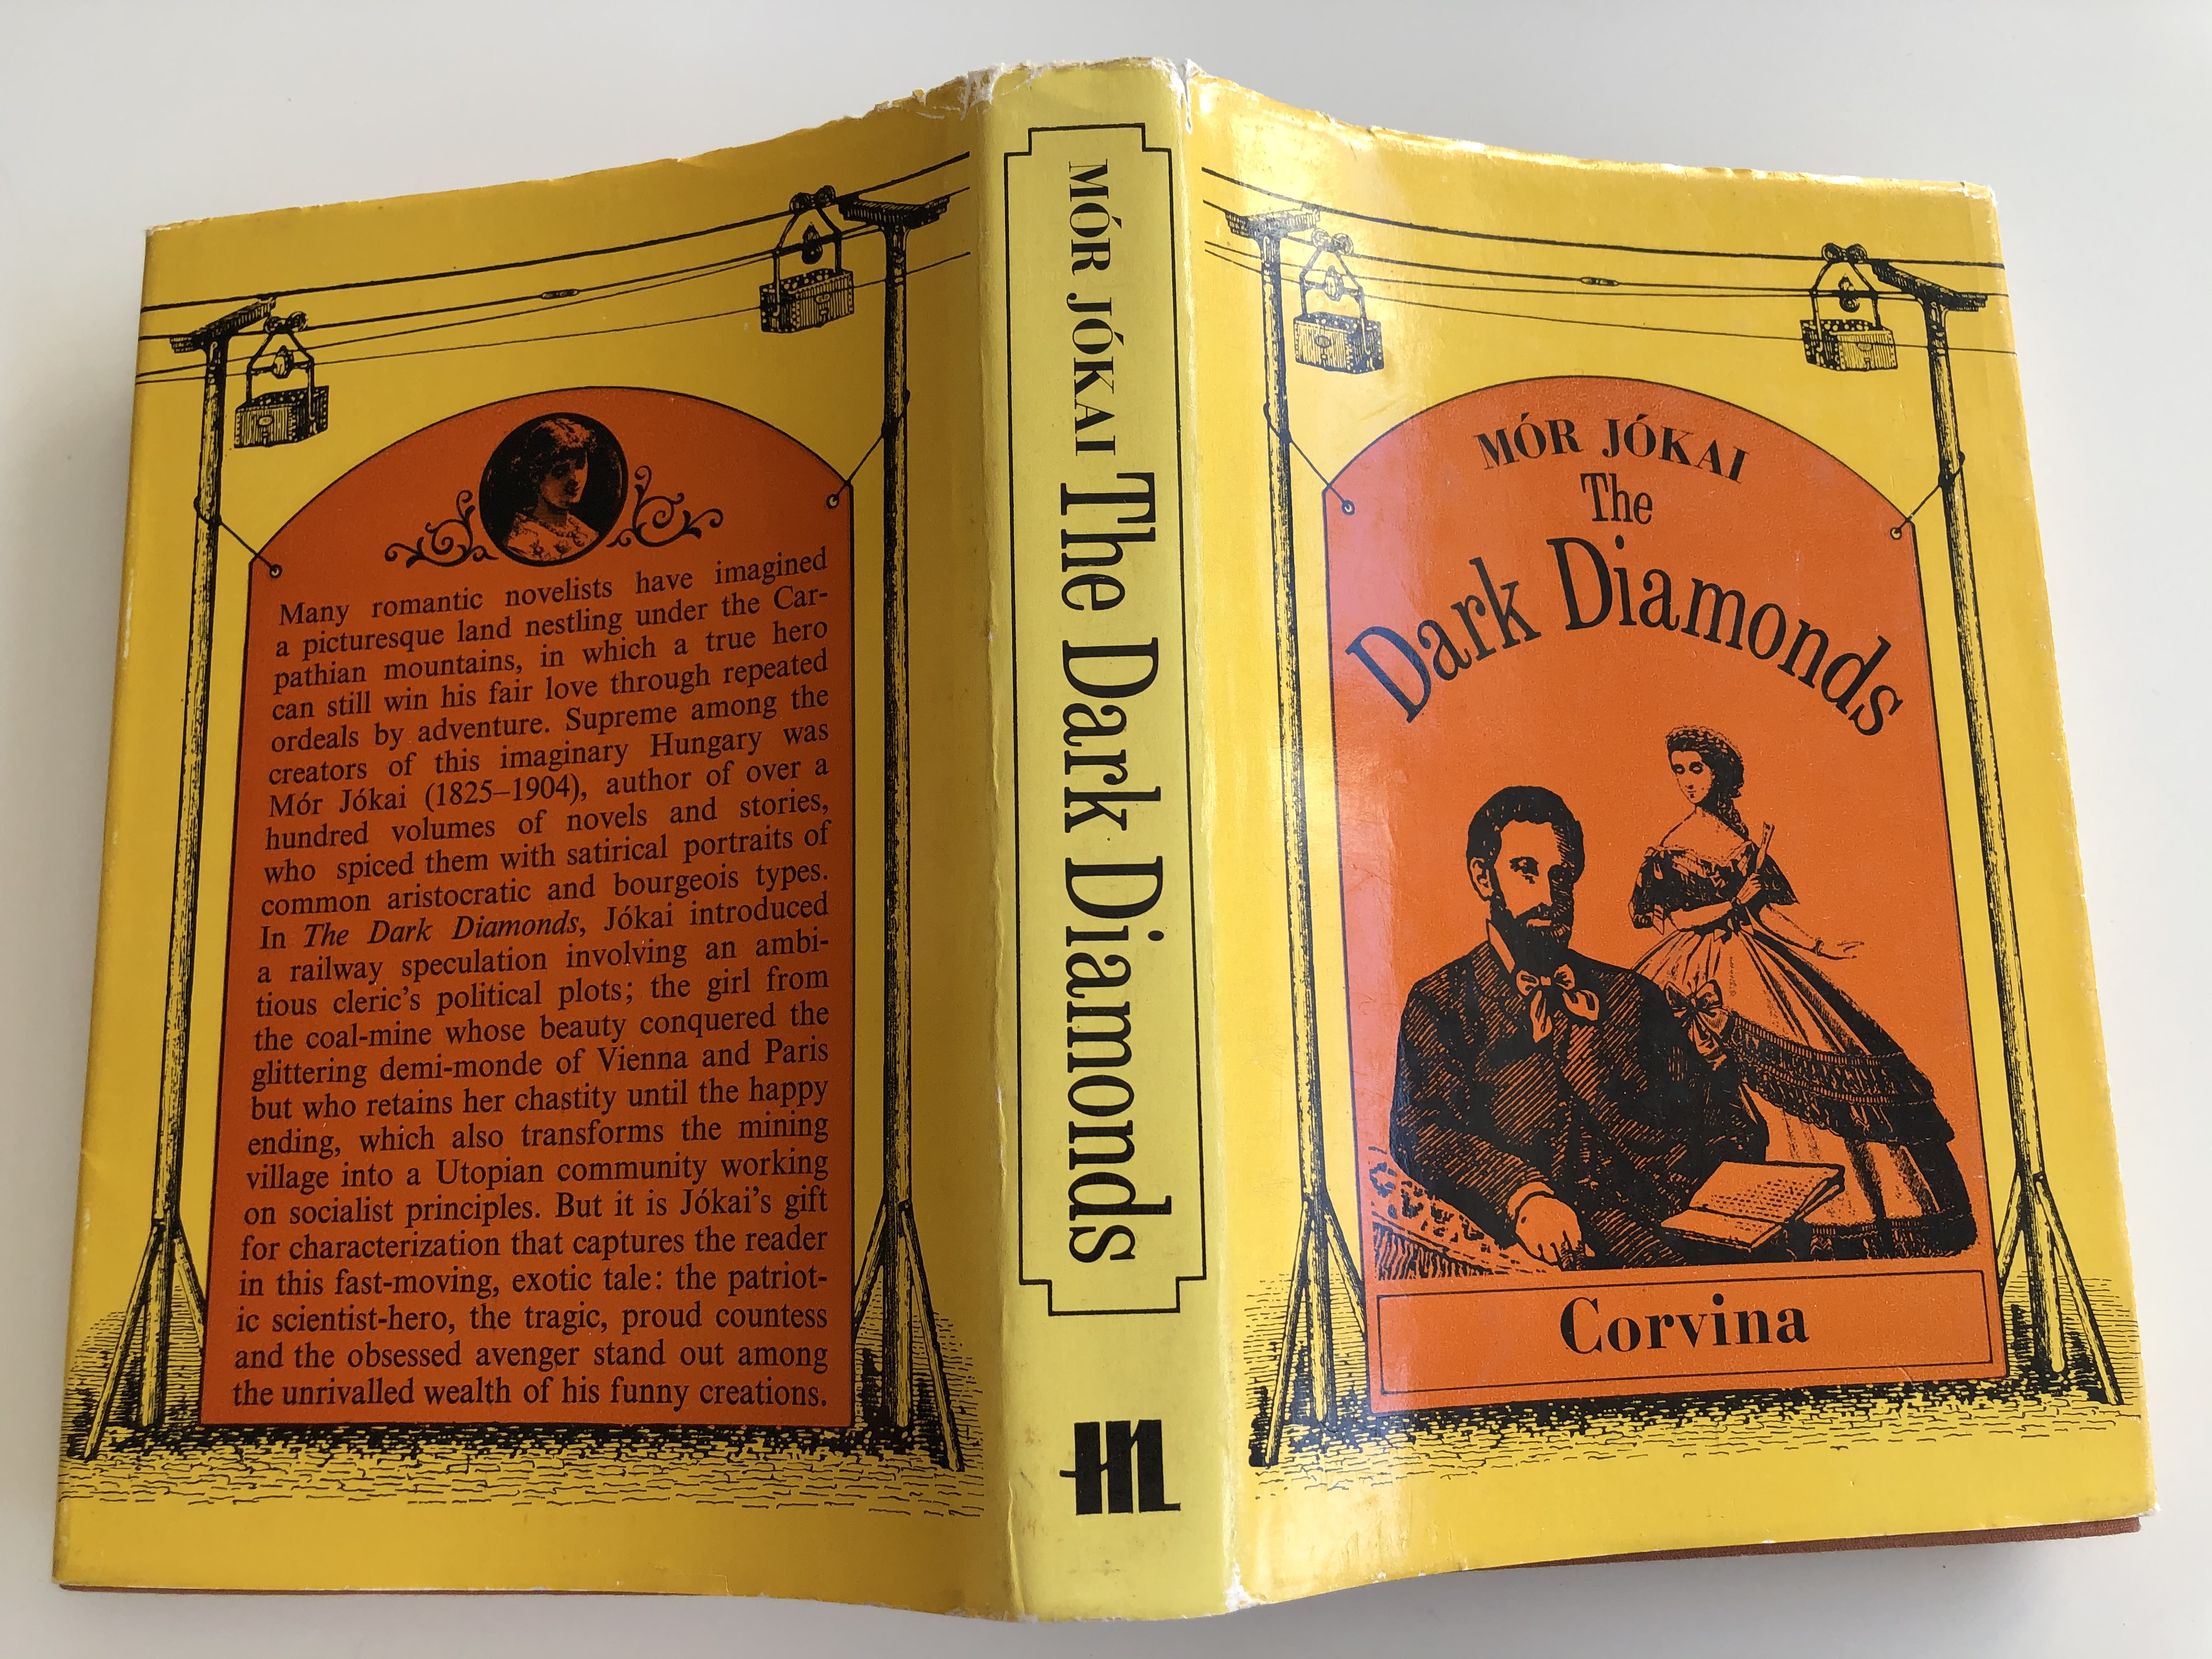 Many romantic novelists have imagined
a picturesque land nestling under the Car-
pathian mountains, in which a true hero
can still win his fair love through repeated
ordeals by adventure. Supreme among the
creators of this imaginary Hungary was
Mór Jókai (1825–1904), author of over a
hundred volumes of novels and stories,
who spiced them with satirical portraits of
common aristocratic and bourgeois types.
In The Dark Diamonds, Jókai introduced
a railway speculation involving an ambi-
tious cleric's political plots; the girl from
the coal-mine whose beauty conquered the
glittering demi-monde of Vienna and Paris
but who retains her chastity until the happy
ending, which also transforms the mining
village into a Utopian community working
on socialist principles. But it is Jókai's gift
for characterization that captures the reader
in this fast-moving, exotic tale: the patriot-
ic scientist-hero, the tragic, proud countess
and the obsessed avenger stand out among
the unrivalled wealth of his funny creations.
MÓR JÓKAI The Dark Diamonds
MÓR JÓKAI
The
Dark Diamonds
Corvina